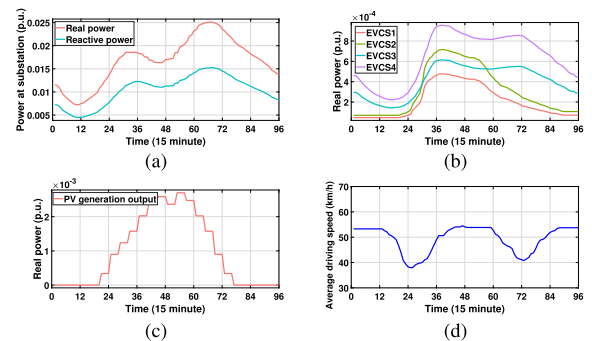 0.025
0.02
0.015
0.01
0.005
Power at substation (p.u.)
Real power
Reactive power
0 12 24 36 48 60 72 84 96
Time (15 minute)
(a)
×10⁻⁴
8
6
4
2
Real power (p.u.)
EVCS1
EVCS2
EVCS3
EVCS4
0 12 24 36 48 60 72 84 96
Time (15 minute)
(b)
×10⁻³
2
1
0
Real power (p.u.)
PV generation output
0 12 24 36 48 60 72 84 96
Time (15 minute)
(c)
70
60
50
40
30
Average driving speed (km/h)
0 12 24 36 48 60 72 84 96
Time (15 minute)
(d)